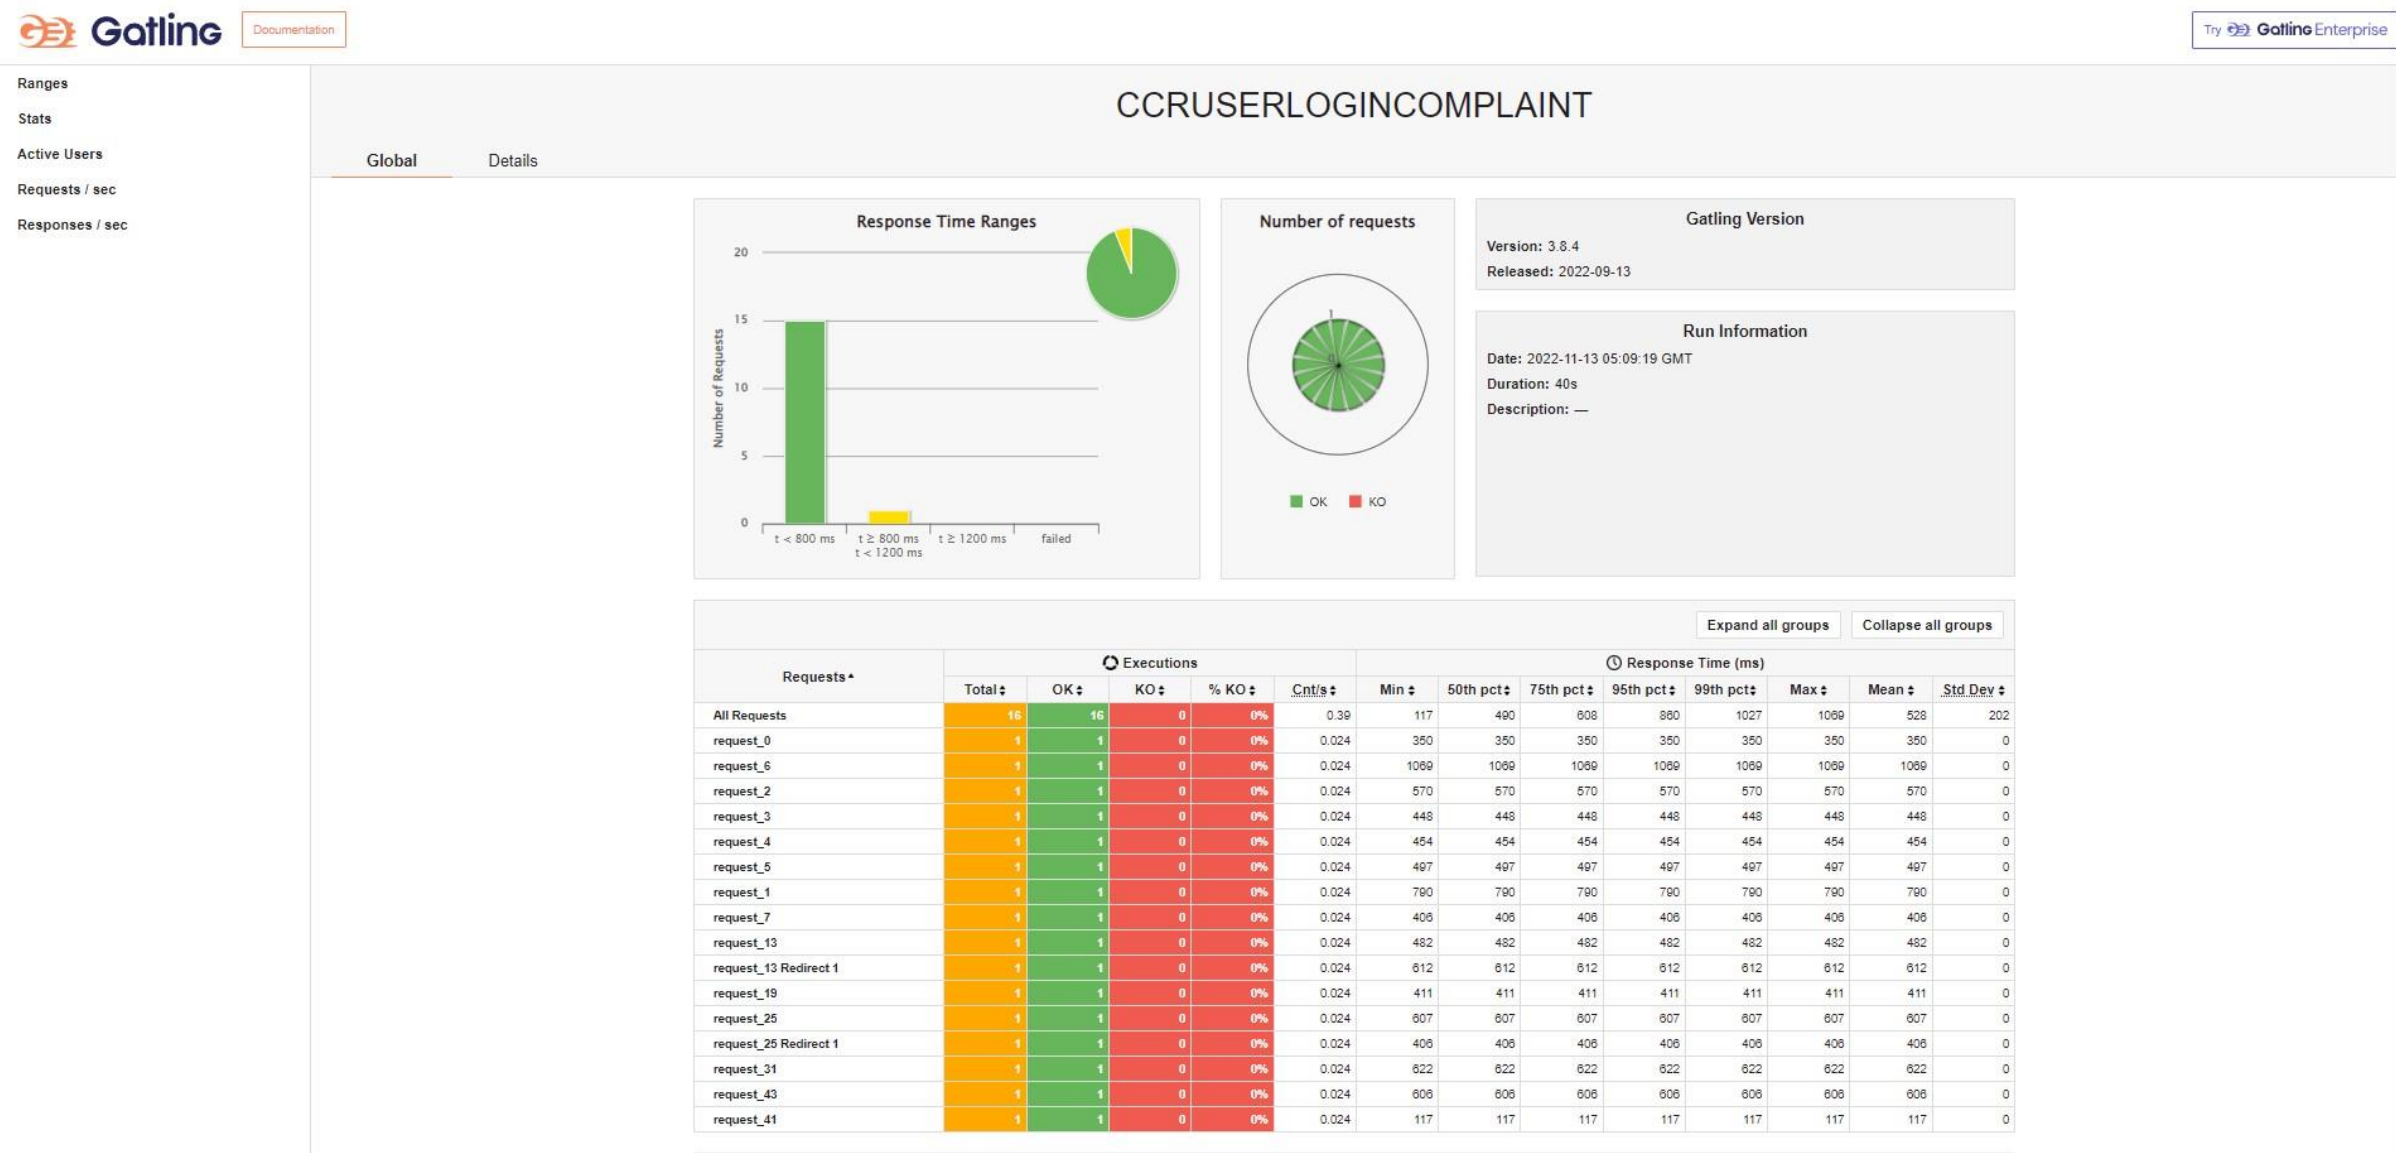 Gatling Documentation Try Gatling Enterprise
Ranges
Stats
Active Users
Requests / sec
Responses / sec
CCRUSERLOGINCOMPLAINT
Global Details
Response Time Ranges
20
15
10
5
0
Number of Requests
t < 800 ms
t ≥ 800 ms
t < 1200 ms
t ≥ 1200 ms
failed
Number of requests
1
0
OK KO
Gatling Version
Version: 3.8.4
Released: 2022-09-13
Run Information
Date: 2022-11-13 05:09:19 GMT
Duration: 40s
Description: —
Expand all groups Collapse all groups
Requests Executions Response Time (ms)
Total OK KO % KO Cnt/s Min 50th pct 75th pct 95th pct 99th pct Max Mean Std Dev
All Requests 16 16 0 0% 0.39 117 490 608 860 1027 1069 528 202
request_0 1 1 0 0% 0.024 350 350 350 350 350 350 350 0
request_6 1 1 0 0% 0.024 1069 1069 1069 1069 1069 1069 1069 0
request_2 1 1 0 0% 0.024 570 570 570 570 570 570 570 0
request_3 1 1 0 0% 0.024 448 448 448 448 448 448 448 0
request_4 1 1 0 0% 0.024 454 454 454 454 454 454 454 0
request_5 1 1 0 0% 0.024 497 497 497 497 497 497 497 0
request_1 1 1 0 0% 0.024 790 790 790 790 790 790 790 0
request_7 1 1 0 0% 0.024 406 406 406 406 406 406 406 0
request_13 1 1 0 0% 0.024 482 482 482 482 482 482 482 0
request_13 Redirect 1 1 1 0 0% 0.024 612 612 612 612 612 612 612 0
request_19 1 1 0 0% 0.024 411 411 411 411 411 411 411 0
request_25 1 1 0 0% 0.024 607 607 607 607 607 607 607 0
request_25 Redirect 1 1 1 0 0% 0.024 406 406 406 406 406 406 406 0
request_31 1 1 0 0% 0.024 622 622 622 622 622 622 622 0
request_43 1 1 0 0% 0.024 606 606 606 606 606 606 606 0
request_41 1 1 0 0% 0.024 117 117 117 117 117 117 117 0